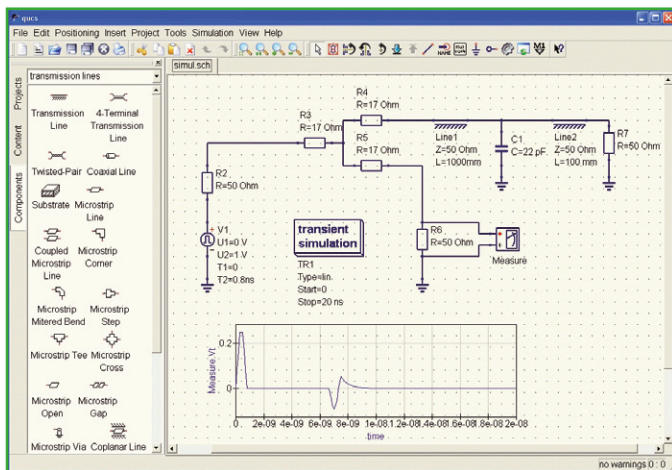 qucs
File Edit Positioning Insert Project Tools Simulation View Help
NAME
simul.sch
Projects
Content
Components
transmission lines
Transmission Line
4-Terminal Transmission Line
Twisted-Pair
Coaxial Line
Substrate
Microstrip Line
Coupled Microstrip Line
Microstrip Corner
Microstrip Mitered Bend
Microstrip Step
Microstrip Tee
Microstrip Cross
Microstrip Open
Microstrip Gap
Microstrip Via
Coplanar Line
R4
R=17 Ohm
R3
R=17 Ohm
R5
R=17 Ohm
Line1
Z=50 Ohm
L=1000mm
C1
C=22 pF
Line2
Z=50 Ohm
L=100 mm
R7
R=50 Ohm
R2
R=50 Ohm
V1
U1=0 V
U2=1 V
T1=0
T2=0.8ns
transient
simulation
TR1
Type=lin
Start=0
Stop=20 ns
R6
R=50 Ohm
Measure
Measure.Vt
0.2
0
0 2e-09 4e-09 6e-09 8e-09 1e-08 1.2e-08 1.4e-08 1.6e-08 1.8e-08 2e-08
time
no warnings 0 : 0